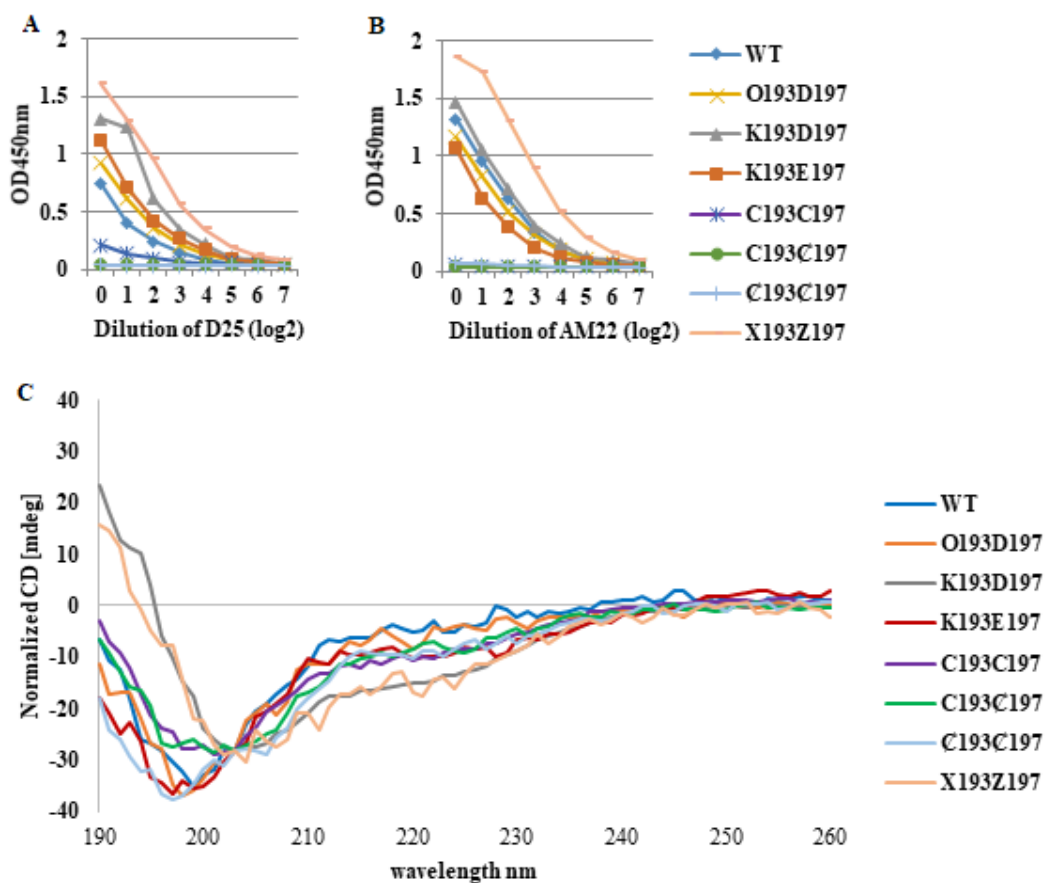 A
2
1.5
1
0.5
0
OD450nm
0 1 2 3 4 5 6 7
Dilution of D25 (log2)
B
2
1.5
1
0.5
0
OD450nm
0 1 2 3 4 5 6 7
Dilution of AM22 (log2)
WT
O193D197
K193D197
K193E197
C193C197
C193Ȼ197
Ȼ193Ȼ197
X193Z197
C
40
30
20
10
0
-10
-20
-30
-40
Normalized CD [mdeg]
190 200 210 220 230 240 250 260
wavelength nm
WT
O193D197
K193D197
K193E197
C193C197
C193Ȼ197
Ȼ193Ȼ197
X193Z197